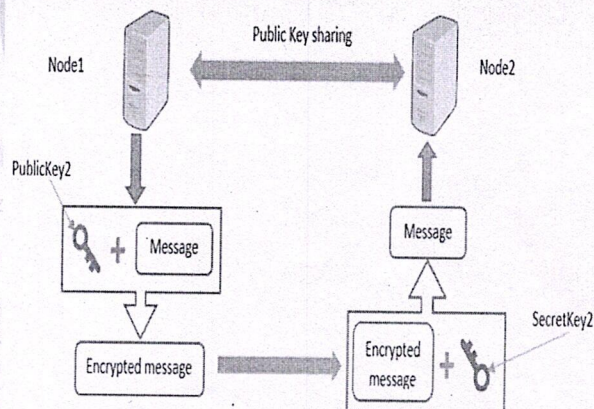 Public Key sharing
Node1
Node2
PublicKey2
Message
Message
SecretKey2
Encrypted message
Encrypted
message